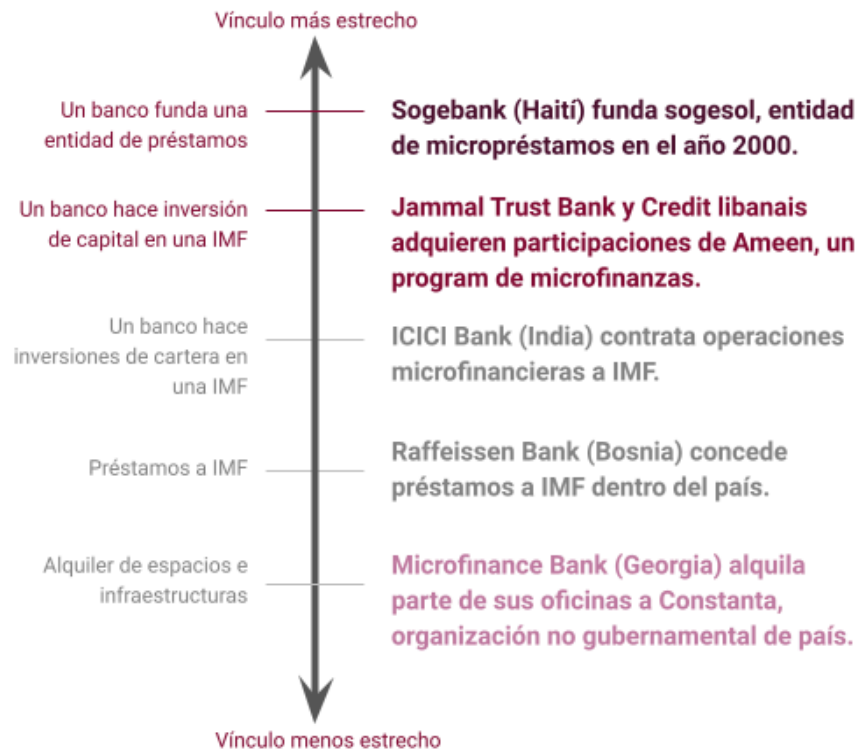 Vínculo más estrecho
Un banco funda una
entidad de préstamos
Sogebank (Haití) funda sogesol, entidad
de micropréstamos en el año 2000.
Un banco hace inversión
de capital en una IMF
Jammal Trust Bank y Credit libanais
adquieren participaciones de Ameen, un
program de microfinanzas.
Un banco hace
inversiones de cartera en
una IMF
ICICI Bank (India) contrata operaciones
microfinancieras a IMF.
Préstamos a IMF
Raffeissen Bank (Bosnia) concede
préstamos a IMF dentro del país.
Alquiler de espacios e
infraestructuras
Microfinance Bank (Georgia) alquila
parte de sus oficinas a Constanta,
organización no gubernamental de país.
Vínculo menos estrecho